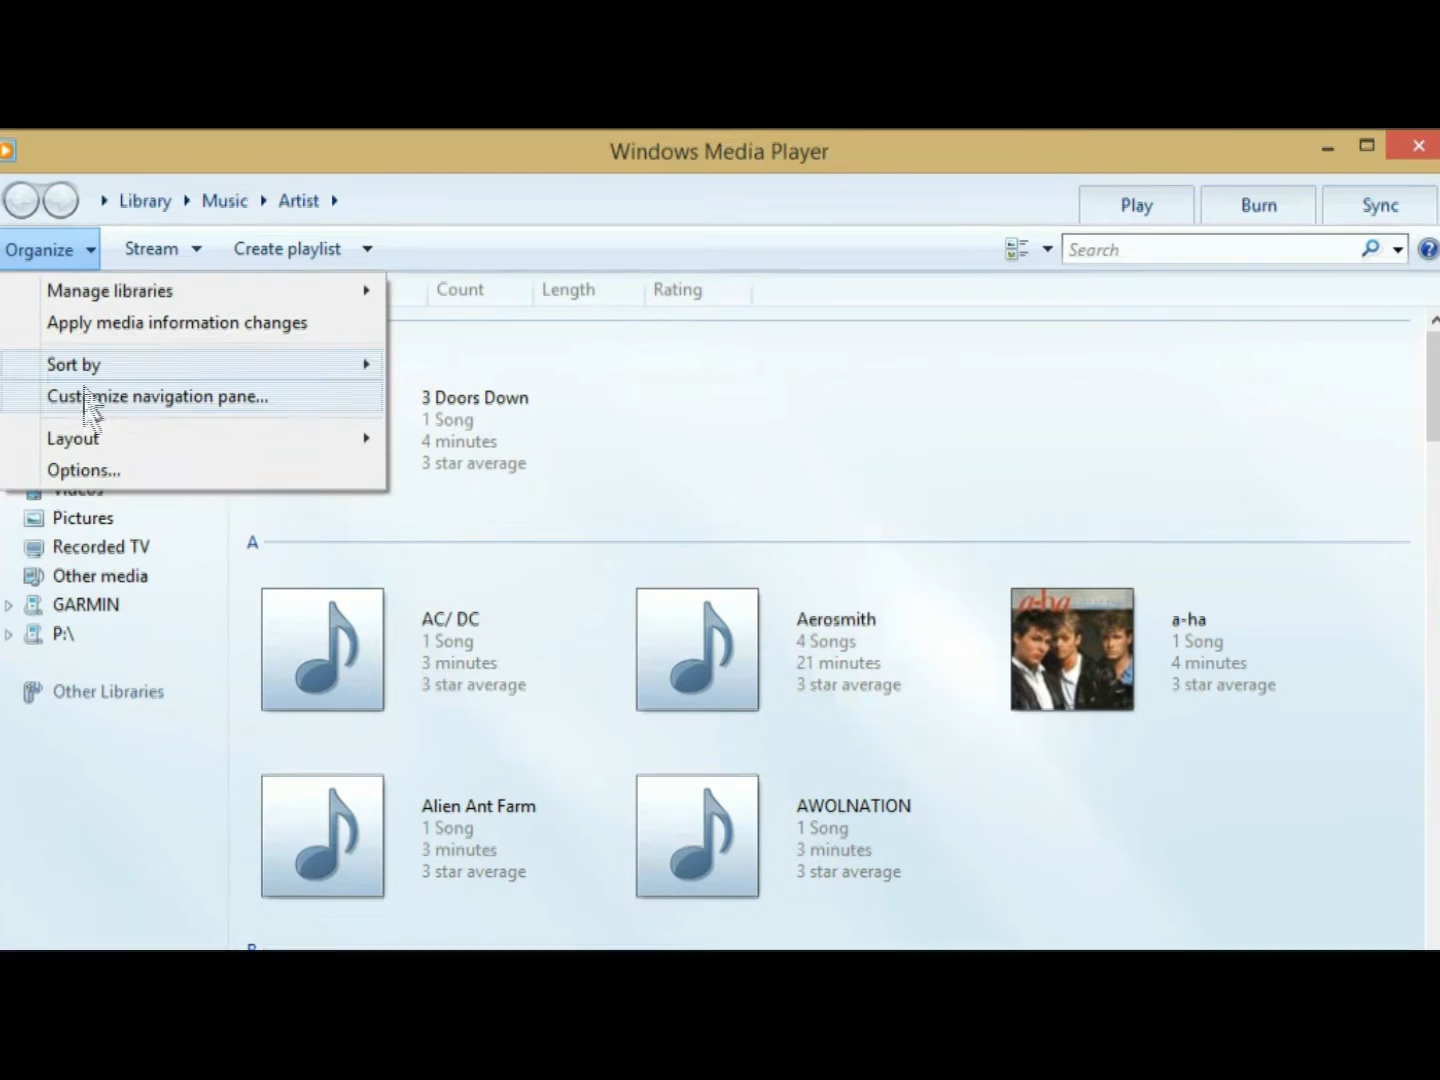 Windows Media Player
Library Music Artist
Play Burn Sync
Organize Stream Create playlist
Search
Manage libraries
Apply media information changes
Sort by
Customize navigation pane...
Layout
Options...
Count Length Rating
Videos
Pictures
Recorded TV
Other media
GARMIN
P:\
Other Libraries
3 Doors Down
1 Song
4 minutes
3 star average
A
AC/ DC
1 Song
3 minutes
3 star average
Aerosmith
4 Songs
21 minutes
3 star average
a-ha
a-ha
1 Song
4 minutes
3 star average
Alien Ant Farm
1 Song
3 minutes
3 star average
AWOLNATION
1 Song
3 minutes
3 star average